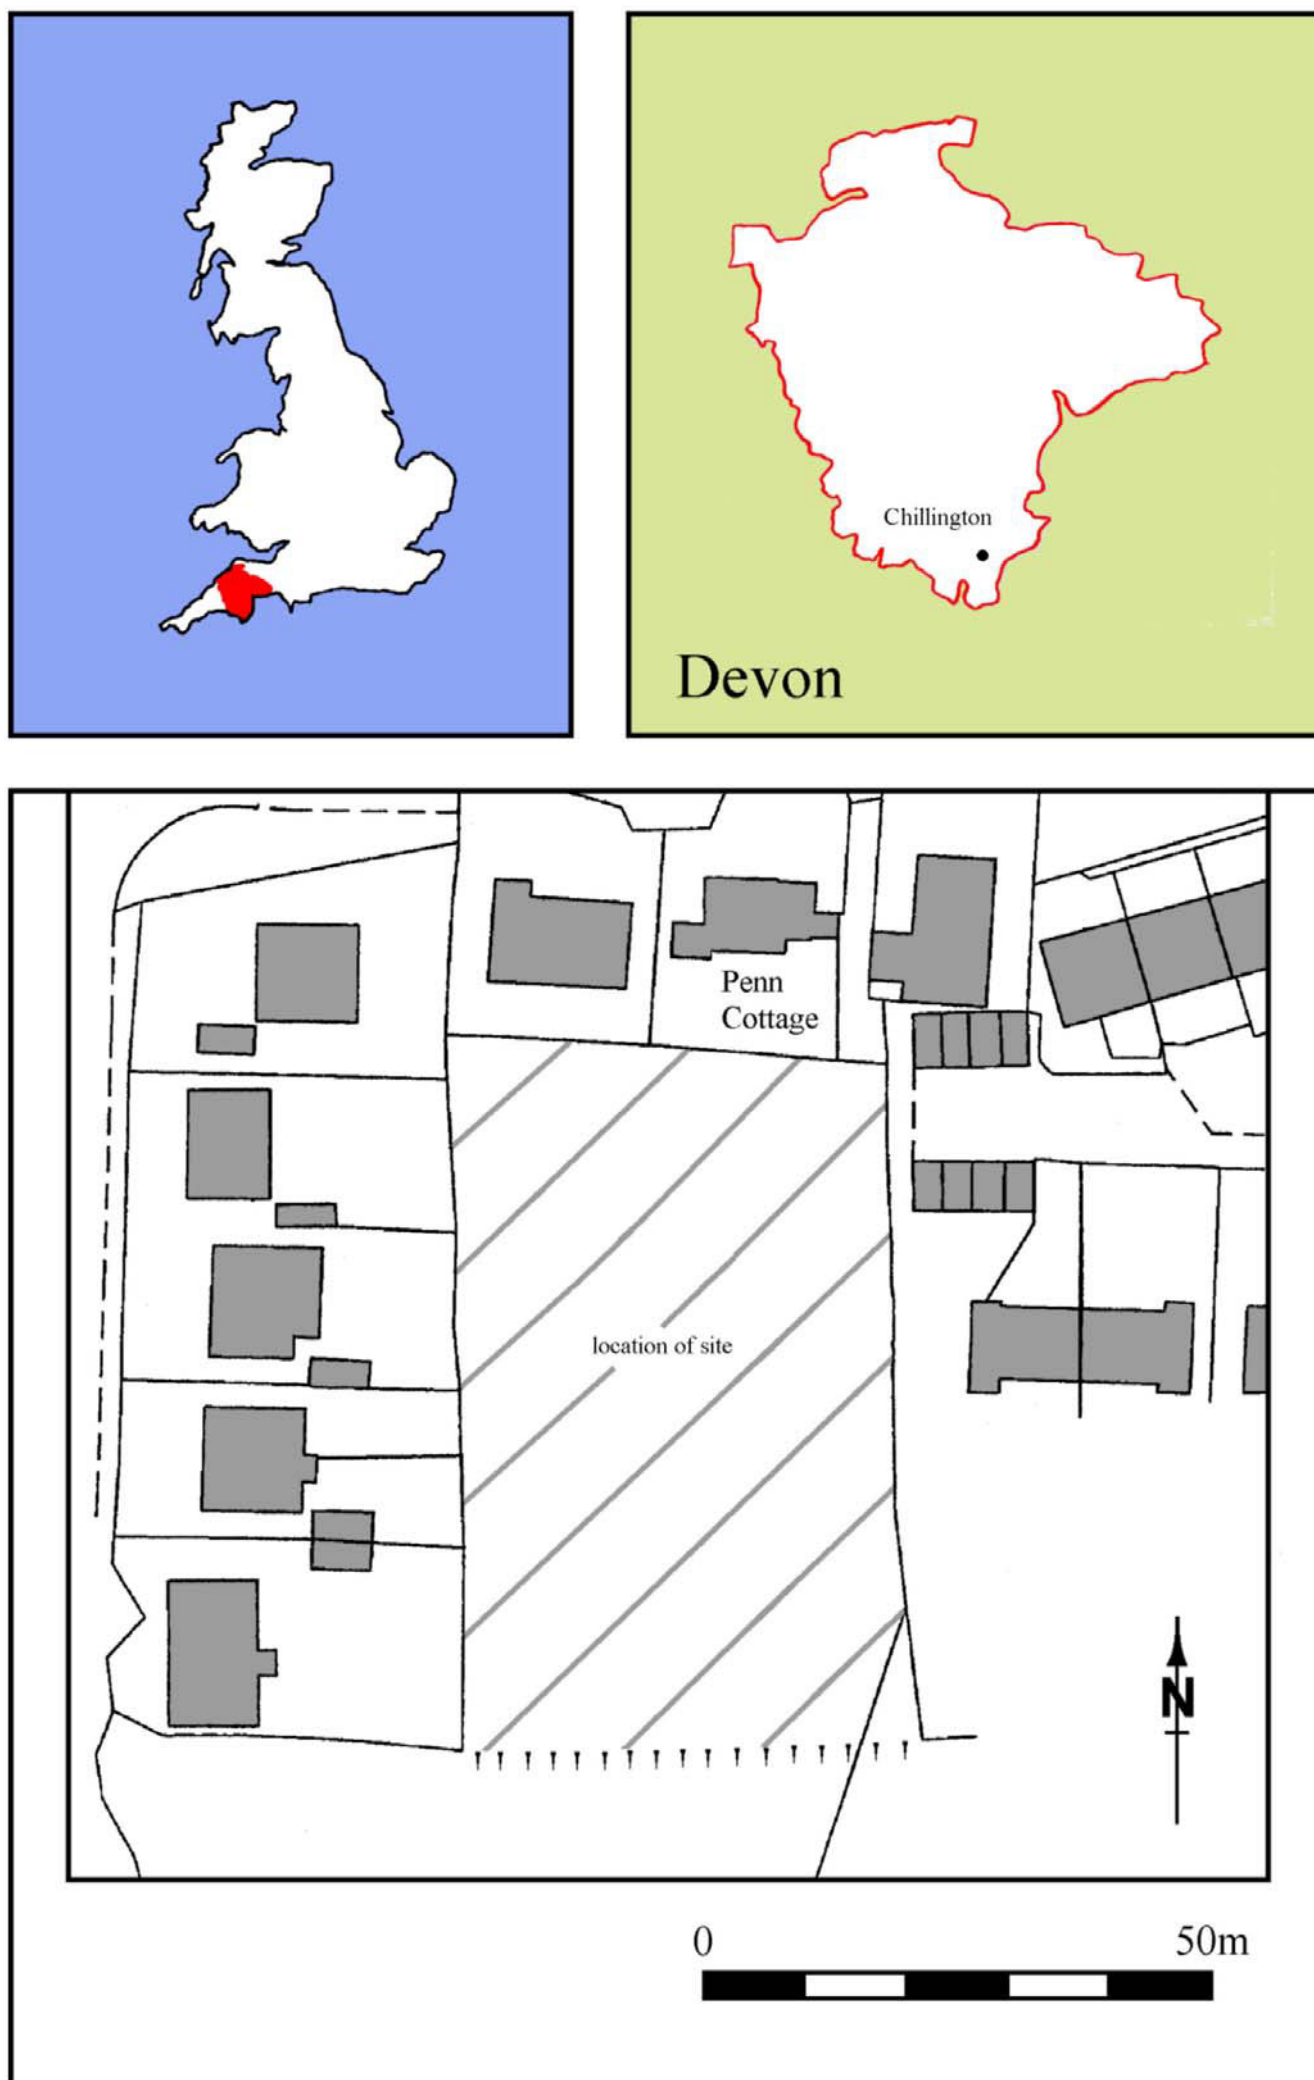 Chillington
Devon
Penn
Cottage
location of site
N
0 50m